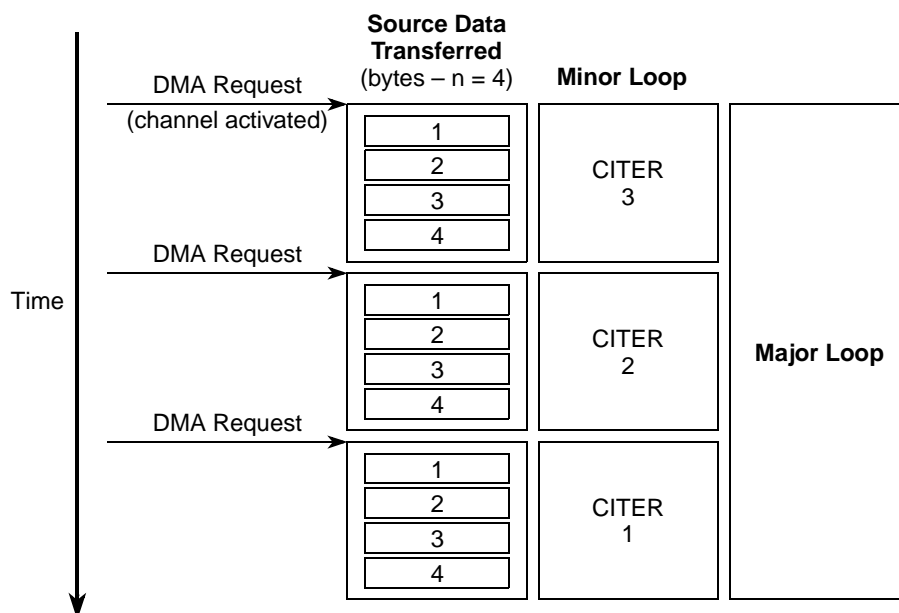 Source Data
Transferred
(bytes – n = 4)
Minor Loop
DMA Request
(channel activated)
1
2
3
4
CITER
3
DMA Request
Time
1
2
3
4
CITER
2
Major Loop
DMA Request
1
2
3
4
CITER
1